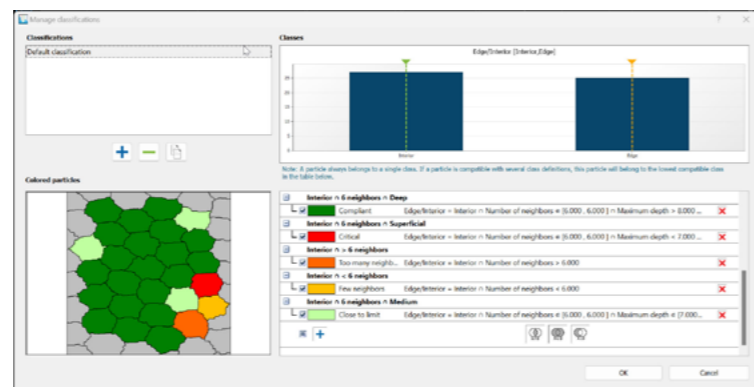 Manage classifications
Classifications
Default classification
Classes
Edge/Interior [Interior,Edge]
Interior
Edge
Note: A particle always belongs to a single class. If a particle is compatible with several class definitions, this particle will belong to the lowest compatible class
in the table below.
Colored particles
Interior ∩ 6 neighbors ∩ Deep
Compliant Edge/Interior = Interior ∩ Number of neighbors ∈ [6.000 , 6.000 ] ∩ Maximum depth > 8.000 ...
Interior ∩ 6 neighbors ∩ Superficial
Critical Edge/Interior = Interior ∩ Number of neighbors ∈ [6.000 , 6.000 ] ∩ Maximum depth < 7.000 ...
Interior ∩ > 6 neighbors
Too many neighb... Edge/Interior = Interior ∩ Number of neighbors > 6.000
Interior ∩ < 6 neighbors
Few neighbors Edge/Interior = Interior ∩ Number of neighbors < 6.000
Interior ∩ 6 neighbors ∩ Medium
Close to limit Edge/Interior = Interior ∩ Number of neighbors ∈ [6.000 , 6.000 ] ∩ Maximum depth ∈ [7.000...
OK Cancel